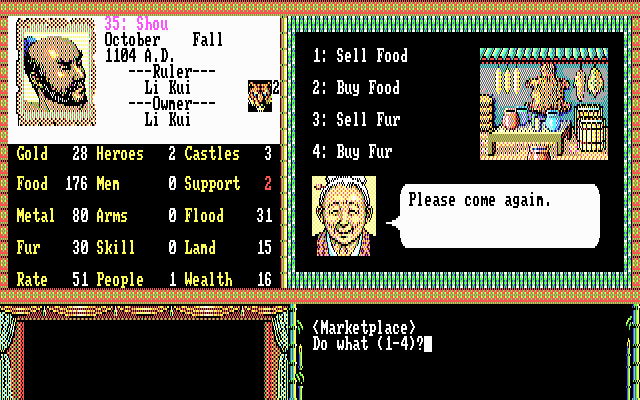 35: Shou
October Fall
1104 A.D.
---Ruler---
Li Kui
---Owner---
Li Kui
2
Gold 28 Heroes 2 Castles 3
Food 176 Men 0 Support 2
Metal 80 Arms 0 Flood 31
Fur 30 Skill 0 Land 15
Rate 51 People 1 Wealth 16
1: Sell Food
2: Buy Food
3: Sell Fur
4: Buy Fur
Please come again.
<Marketplace>
Do what (1-4)?